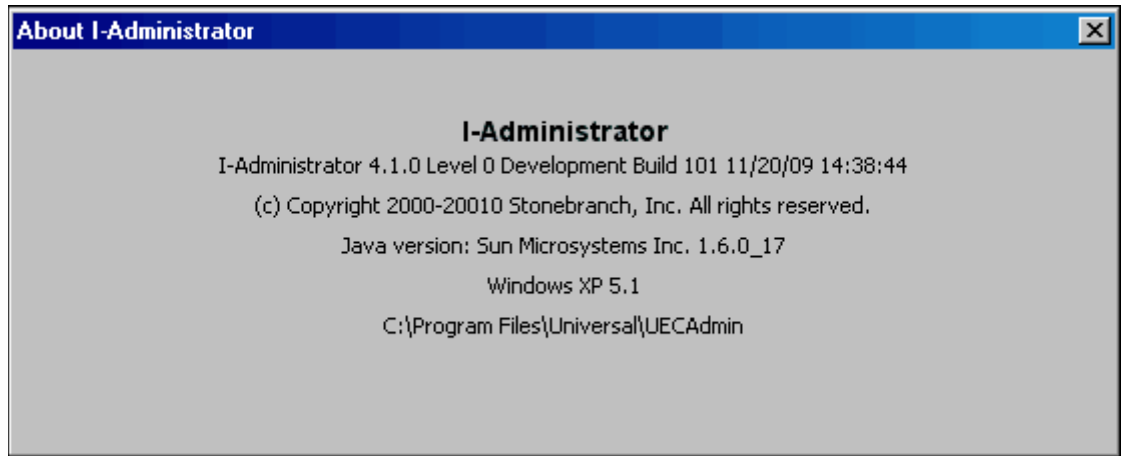 About I-Administrator
I-Administrator
I-Administrator 4.1.0 Level 0 Development Build 101 11/20/09 14:38:44
(c) Copyright 2000-20010 Stonebranch, Inc. All rights reserved.
Java version: Sun Microsystems Inc. 1.6.0_17
Windows XP 5.1
C:\Program Files\Universal\UECAdmin